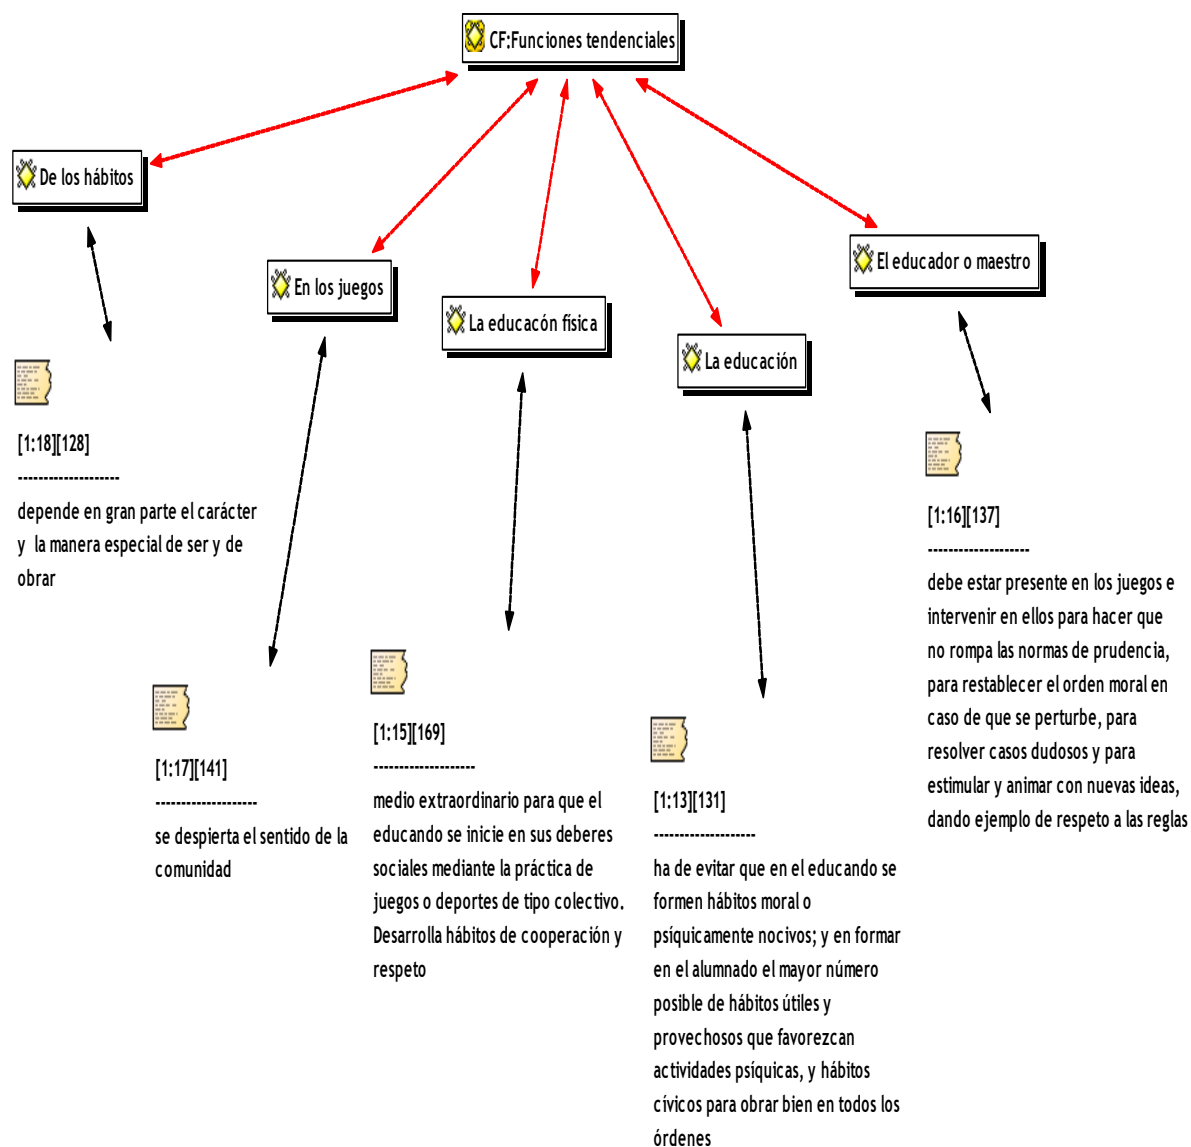 CF:Funciones tendenciales
De los hábitos
En los juegos
La educacón física
La educación
El educador o maestro
[1:18][128]
--------------------
depende en gran parte el carácter
y la manera especial de ser y de
obrar
[1:17][141]
--------------------
se despierta el sentido de la
comunidad
[1:15][169]
--------------------
medio extraordinario para que el
educando se inicie en sus deberes
sociales mediante la práctica de
juegos o deportes de tipo colectivo.
Desarrolla hábitos de cooperación y
respeto
[1:13][131]
--------------------
ha de evitar que en el educando se
formen hábitos moral o
psíquicamente nocivos; y en formar
en el alumnado el mayor número
posible de hábitos útiles y
provechosos que favorezcan
actividades psíquicas, y hábitos
cívicos para obrar bien en todos los
órdenes
[1:16][137]
--------------------
debe estar presente en los juegos e
intervenir en ellos para hacer que
no rompa las normas de prudencia,
para restablecer el orden moral en
caso de que se perturbe, para
resolver casos dudosos y para
estimular y animar con nuevas ideas,
dando ejemplo de respeto a las reglas